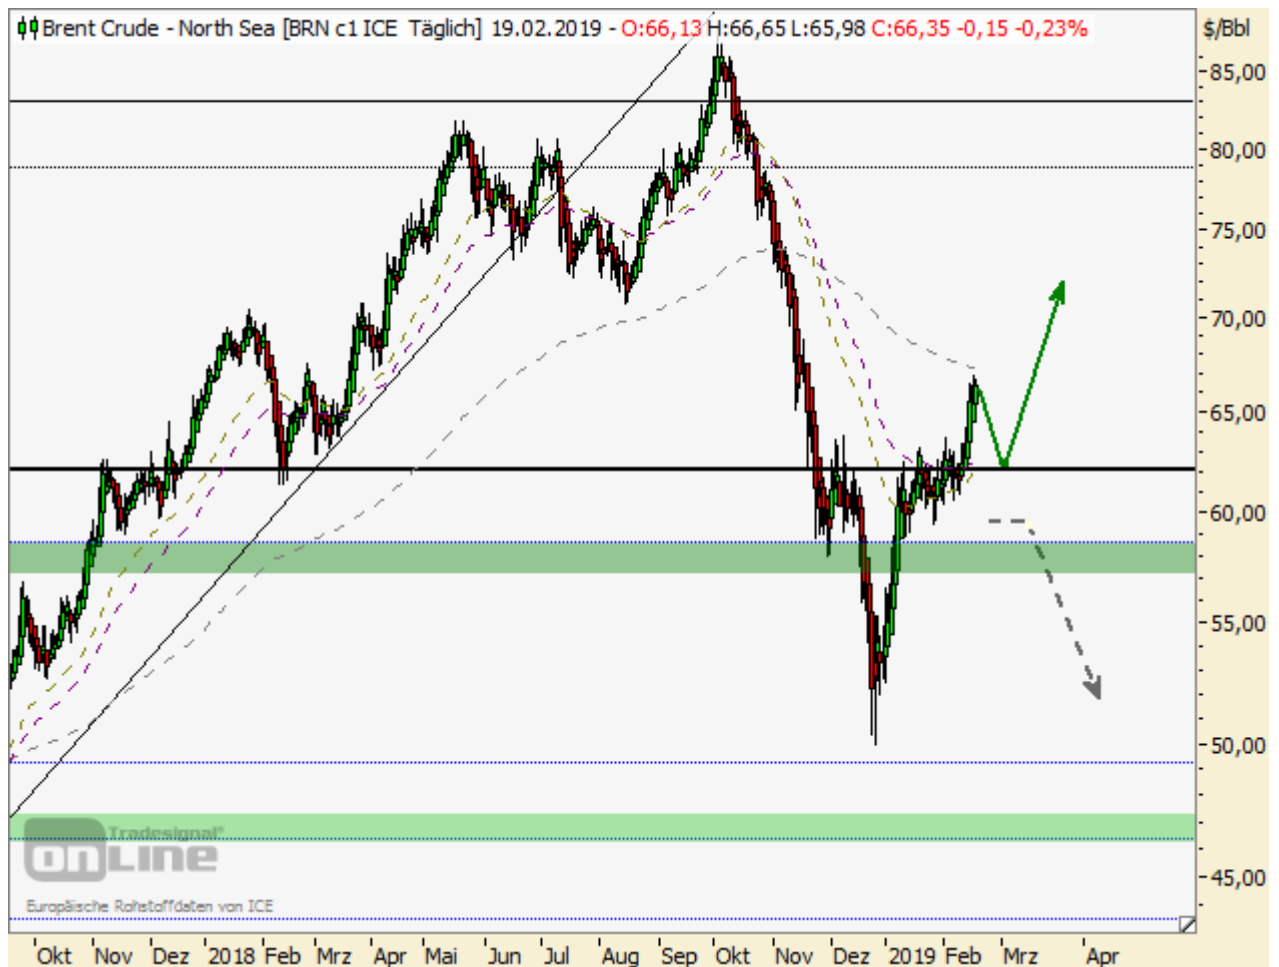 Brent Crude - North Sea [BRN c1 ICE Täglich] 19.02.2019 - O:66,13 H:66,65 L:65,98 C:66,35 -0,15 -0,23%
$/Bbl
85,00
80,00
75,00
70,00
65,00
60,00
55,00
50,00
45,00
Tradesignal®
onLine
Europäische Rohstoffdaten von ICE
Okt Nov Dez 2018 Feb Mrz Apr Mai Jun Jul Aug Sep Okt Nov Dez 2019 Feb Mrz Apr